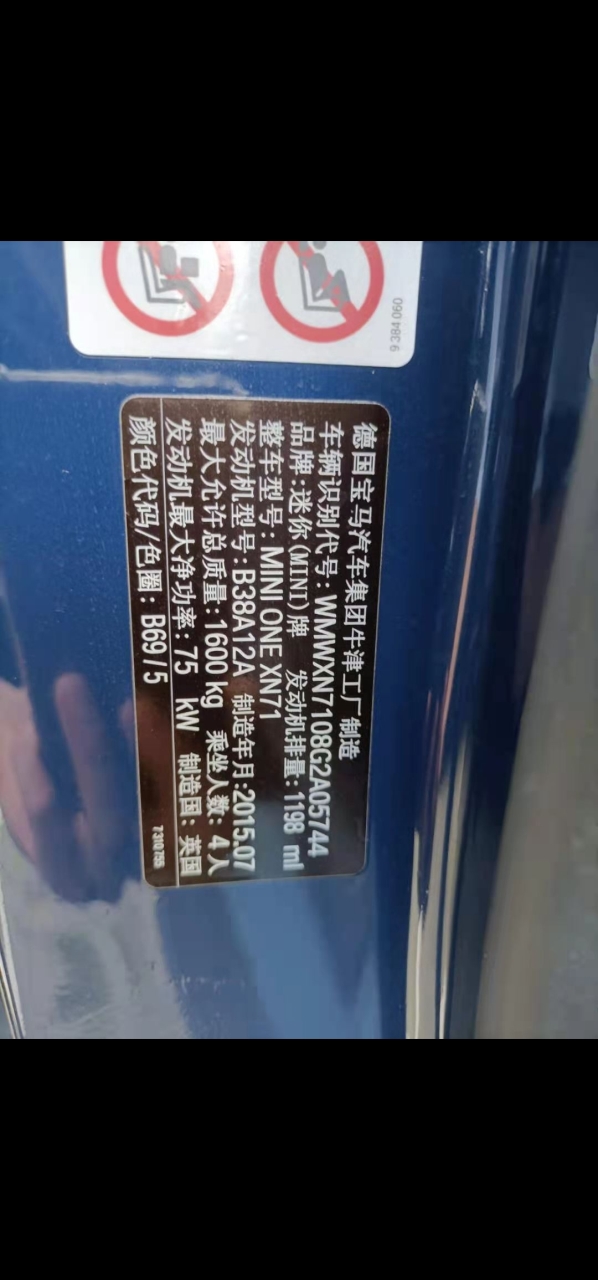 9 384 060
德国宝马汽车集团牛津工厂制造
车辆识别代号: WMWXN7108G2A05744
品牌:迷你(MINI)牌 发动机排量:1198 ml
整车型号: MINI ONE XN71
发动机型号:B38A12A 制造年月:2015.07
最大允许总质量:1600 kg 乘坐人数: 4 人
发动机最大净功率:75 kW 制造国: 英国
颜色代码/色圈: B69/5
7 310 755